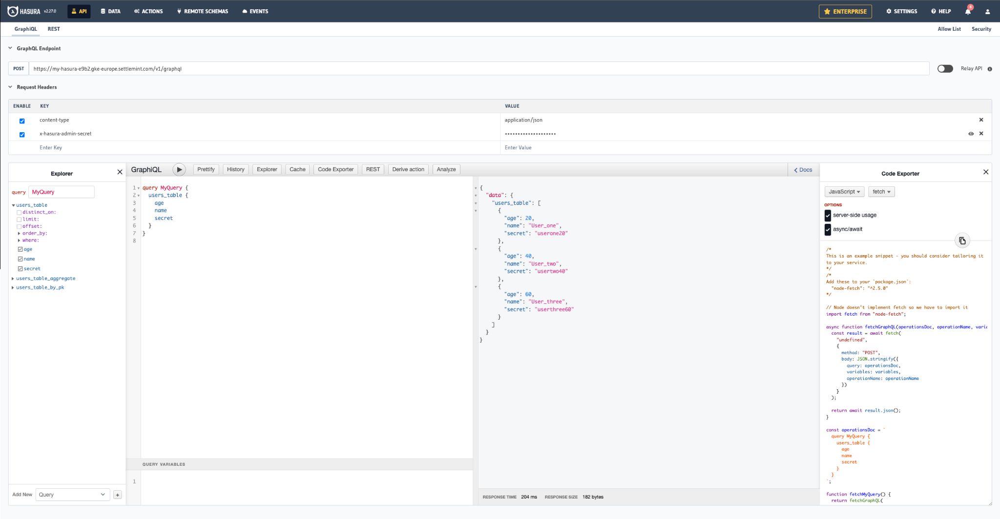 HASURA v2.27.0 API DATA ACTIONS REMOTE SCHEMAS EVENTS ENTERPRISE SETTINGS HELP 6
GraphiQL REST Allow List Security
GraphQL Endpoint
POST https://my-hasura-e9b2.gke-europe.settlemint.com/v1/graphql Relay API
Request Headers
ENABLE KEY VALUE
content-type application/json
x-hasura-admin-secret ••••••••••••••••••••
Enter Key Enter Value
Explorer
query MyQuery
users_table
distinct_on:
limit:
offset:
order_by:
where:
age
name
secret
users_table_aggregate
users_table_by_pk
Add New Query +
GraphiQL Prettify History Explorer Cache Code Exporter REST Derive action Analyze Docs
1 query MyQuery {
2 users_table {
3 age
4 name
5 secret
6 }
7 }
8
QUERY VARIABLES
1
{
"data": {
"users_table": [
{
"age": 20,
"name": "User_one",
"secret": "userone20"
},
{
"age": 40,
"name": "User_two",
"secret": "usertwo40"
},
{
"age": 60,
"name": "User_three",
"secret": "userthree60"
}
]
}
}
RESPONSE TIME 204 ms RESPONSE SIZE 182 bytes
Code Exporter
JavaScript fetch
OPTIONS
server-side usage
async/await
/*
This is an example snippet - you should consider tailoring it
to your service.
*/
/*
Add these to your `package.json`:
"node-fetch": "^2.5.0"
*/
// Node doesn't implement fetch so we have to import it
import fetch from "node-fetch";
async function fetchGraphQL(operationsDoc, operationName, varia
const result = await fetch(
"undefined",
{
method: "POST",
body: JSON.stringify({
query: operationsDoc,
variables: variables,
operationName: operationName
})
}
);
return await result.json();
}
const operationsDoc = `
query MyQuery {
users_table {
age
name
secret
}
}
`;
function fetchMyQuery() {
return fetchGraphQL(